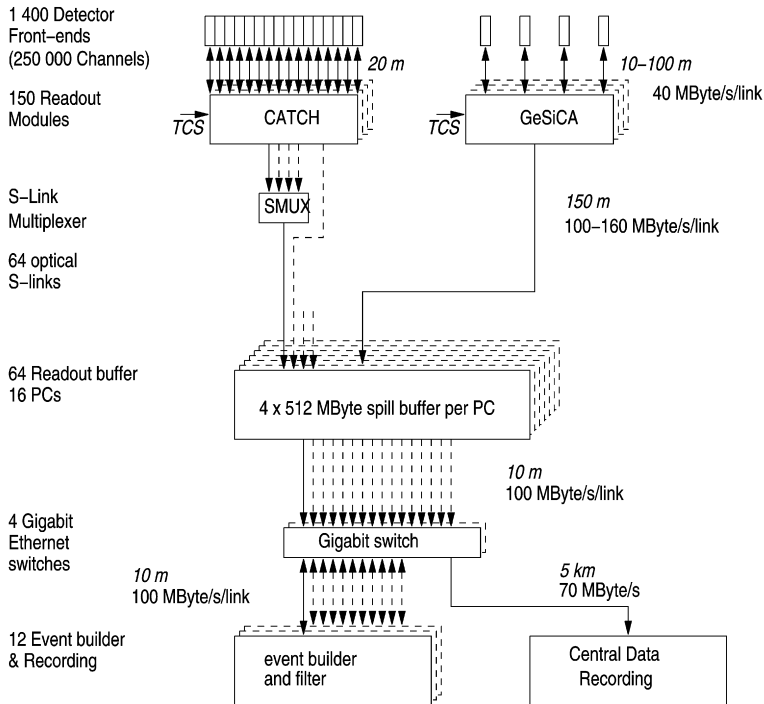 1 400 Detector
Front–ends
(250 000 Channels)
20 m
10–100 m
40 MByte/s/link
150 Readout
Modules
TCS
CATCH
TCS
GeSiCA
S–Link
Multiplexer
SMUX
150 m
100–160 MByte/s/link
64 optical
S–links
64 Readout buffer
16 PCs
4 x 512 MByte spill buffer per PC
10 m
100 MByte/s/link
4 Gigabit
Ethernet
switches
Gigabit switch
10 m
100 MByte/s/link
5 km
70 MByte/s
12 Event builder
& Recording
event builder
and filter
Central Data
Recording